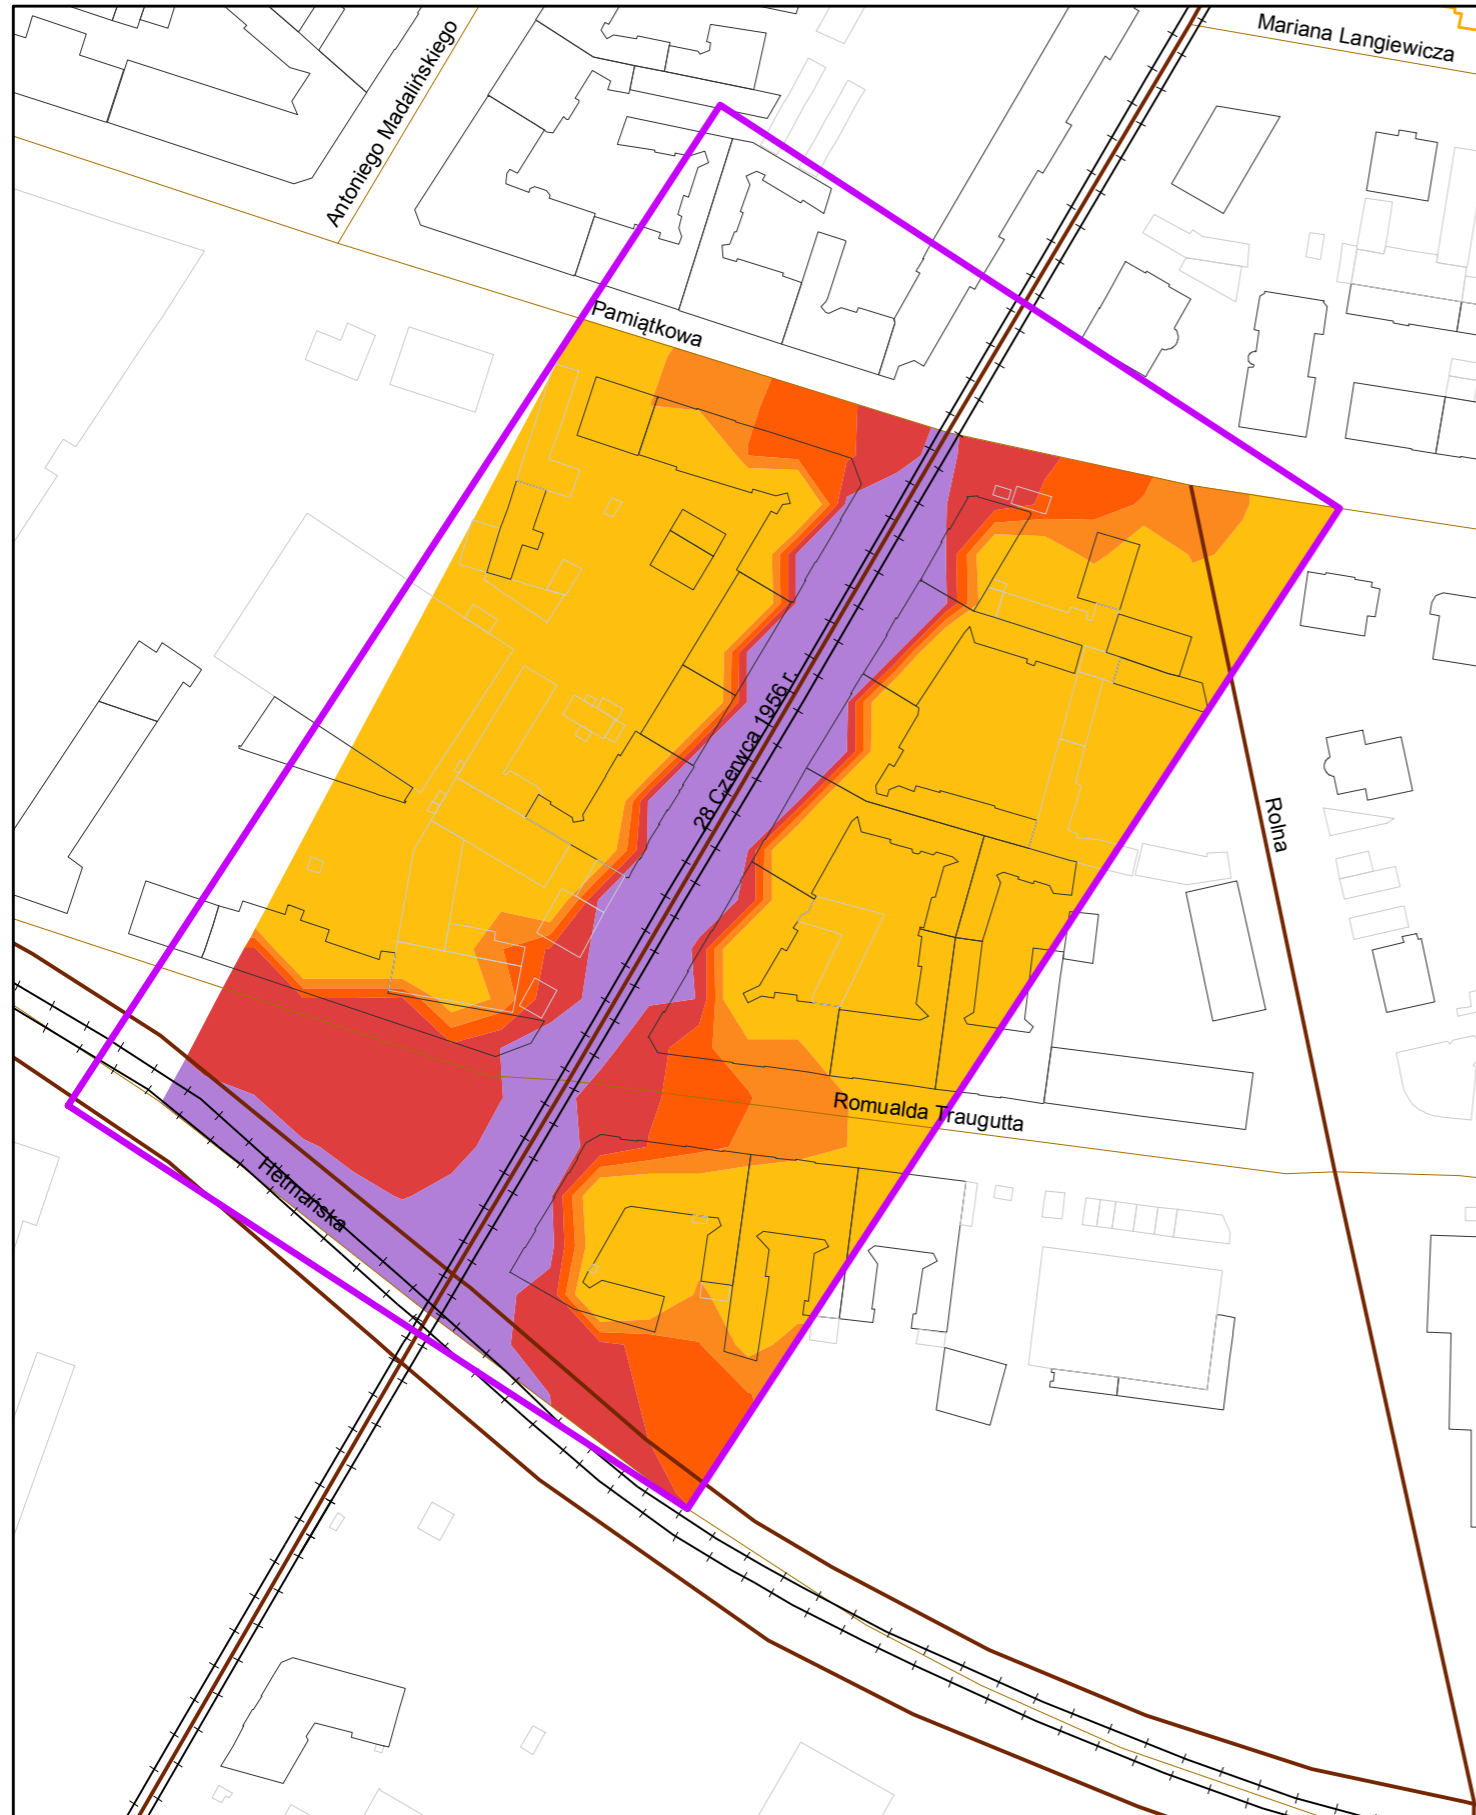 Mariana Langiewicza
Antoniego Madalińskiego
Pamiątkowa
28 Czerwca 1956 r.
Rolna
Romualda Traugutta
Hetmańska